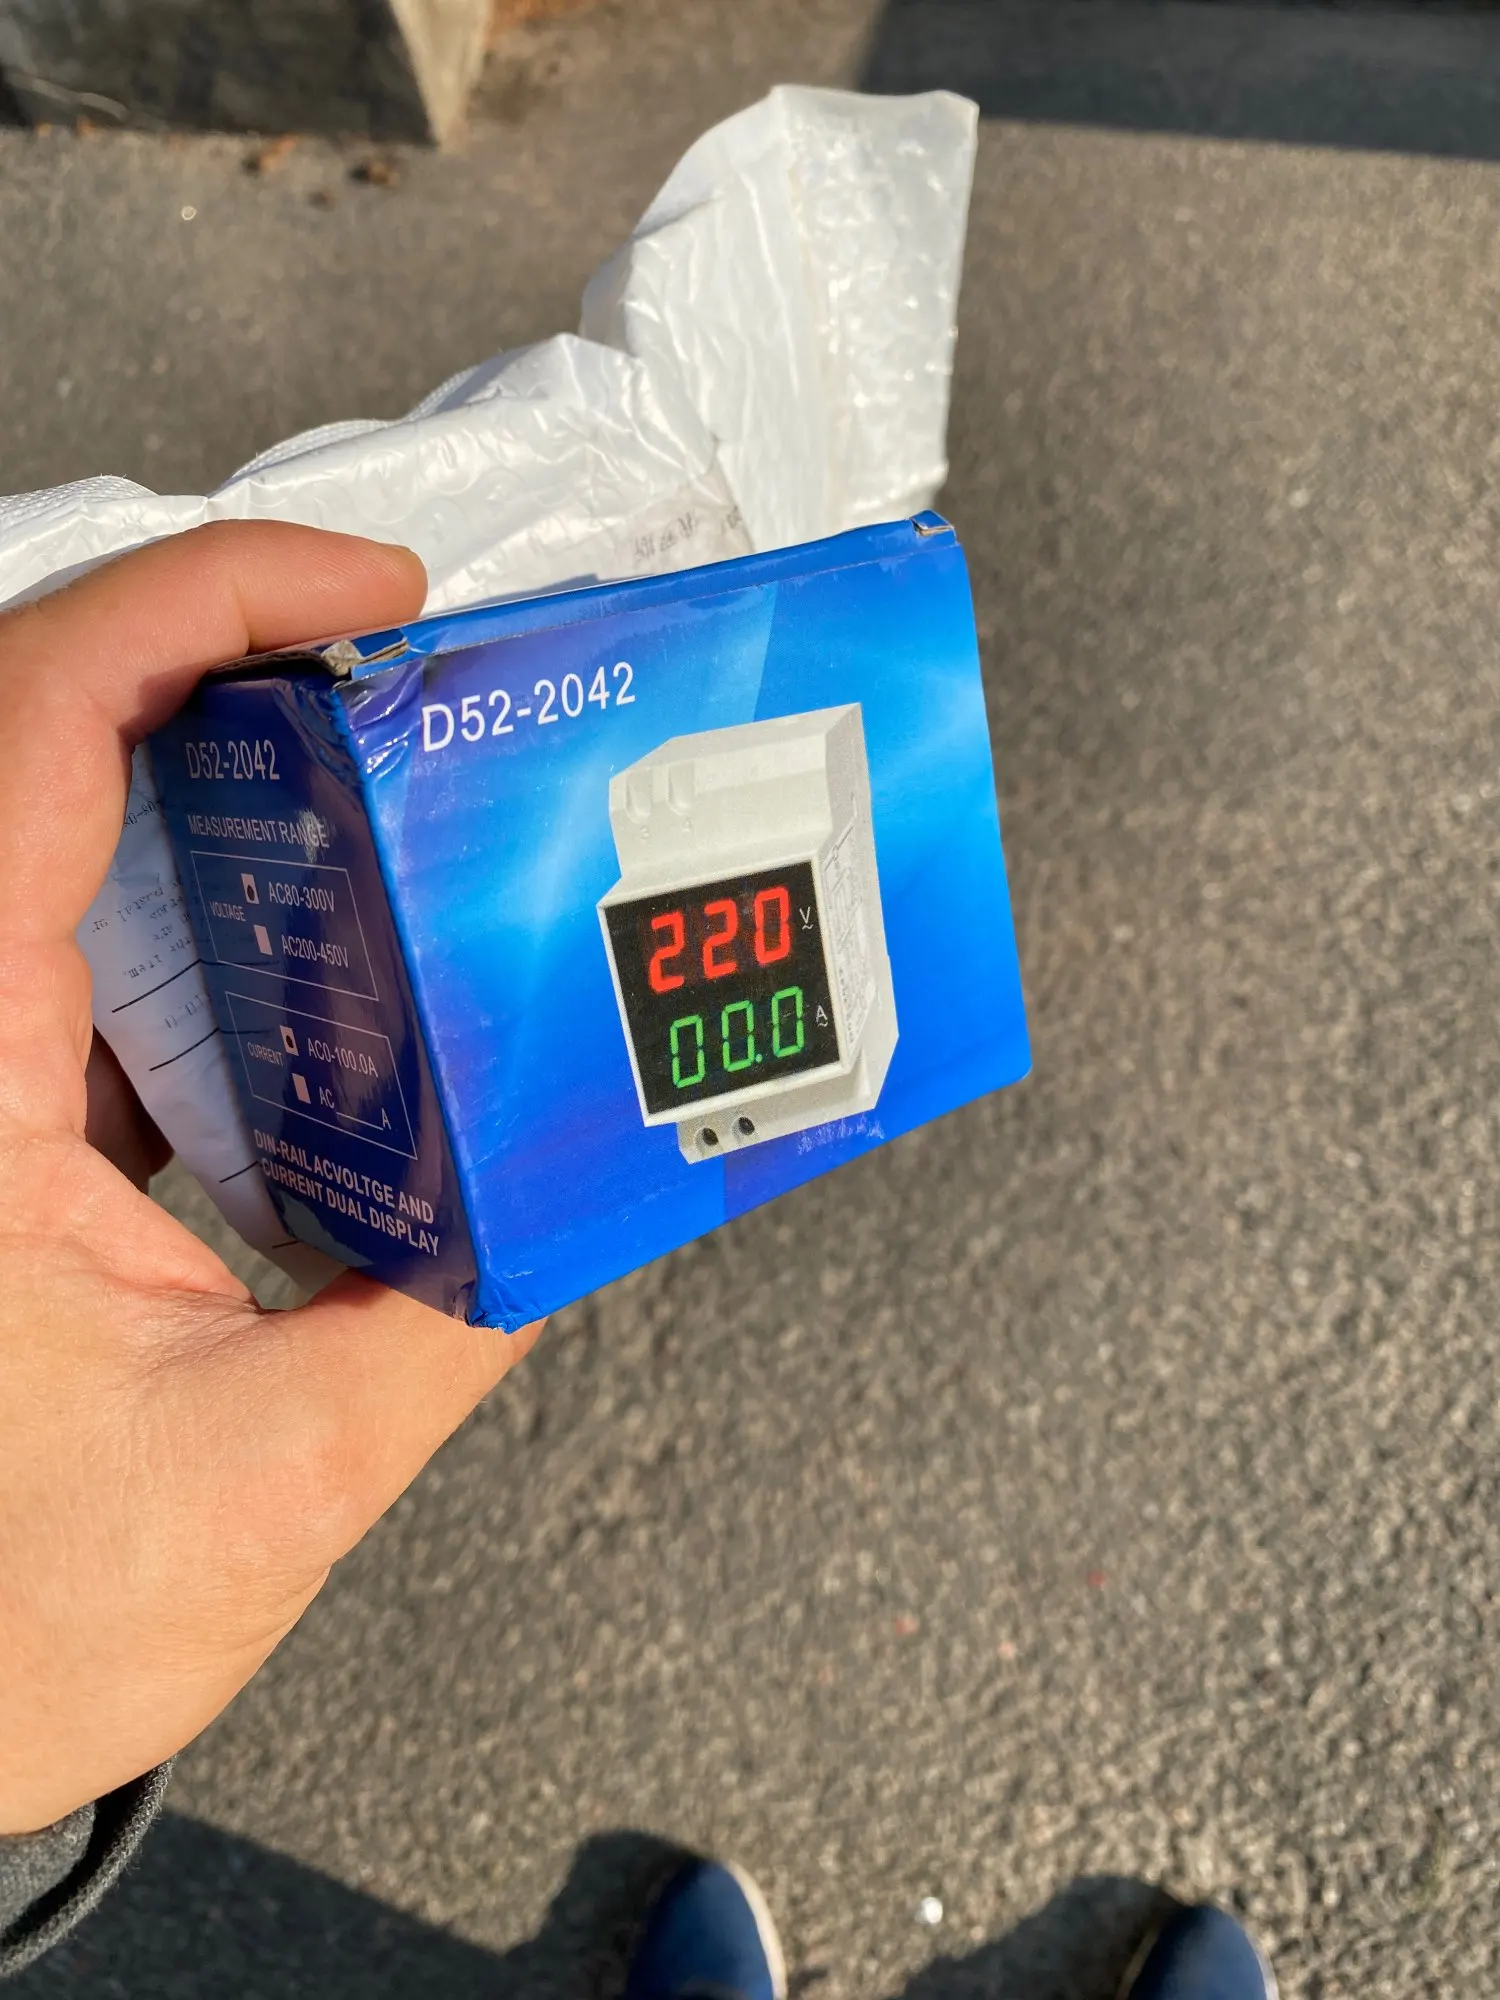 D52-2042
220 V
00.0 A
D52-2042
MEASUREMENT RANGE
VOLTAGE
AC80-300V
AC200-450V
CURRENT
AC0-100.0A
AC____A
DIN-RAIL ACVOLTGE AND
CURRENT DUAL DISPLAY